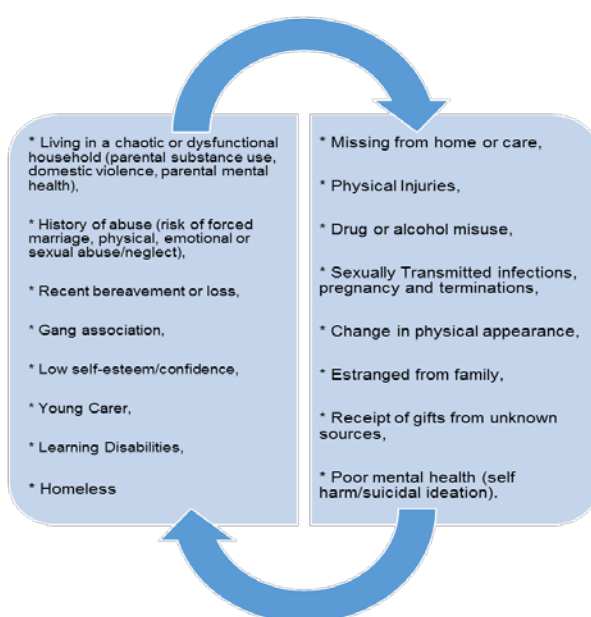 * Living in a chaotic or dysfunctional
household (parental substance use,
domestic violence, parental mental
health),
* History of abuse (risk of forced
marriage, physical, emotional or
sexual abuse/neglect),
* Recent bereavement or loss,
* Gang association,
* Low self-esteem/confidence,
* Young Carer,
* Learning Disabilities,
* Homeless
* Missing from home or care,
* Physical Injuries,
* Drug or alcohol misuse,
* Sexually Transmitted infections,
pregnancy and terminations,
* Change in physical appearance,
* Estranged from family,
* Receipt of gifts from unknown
sources,
* Poor mental health (self
harm/suicidal ideation).